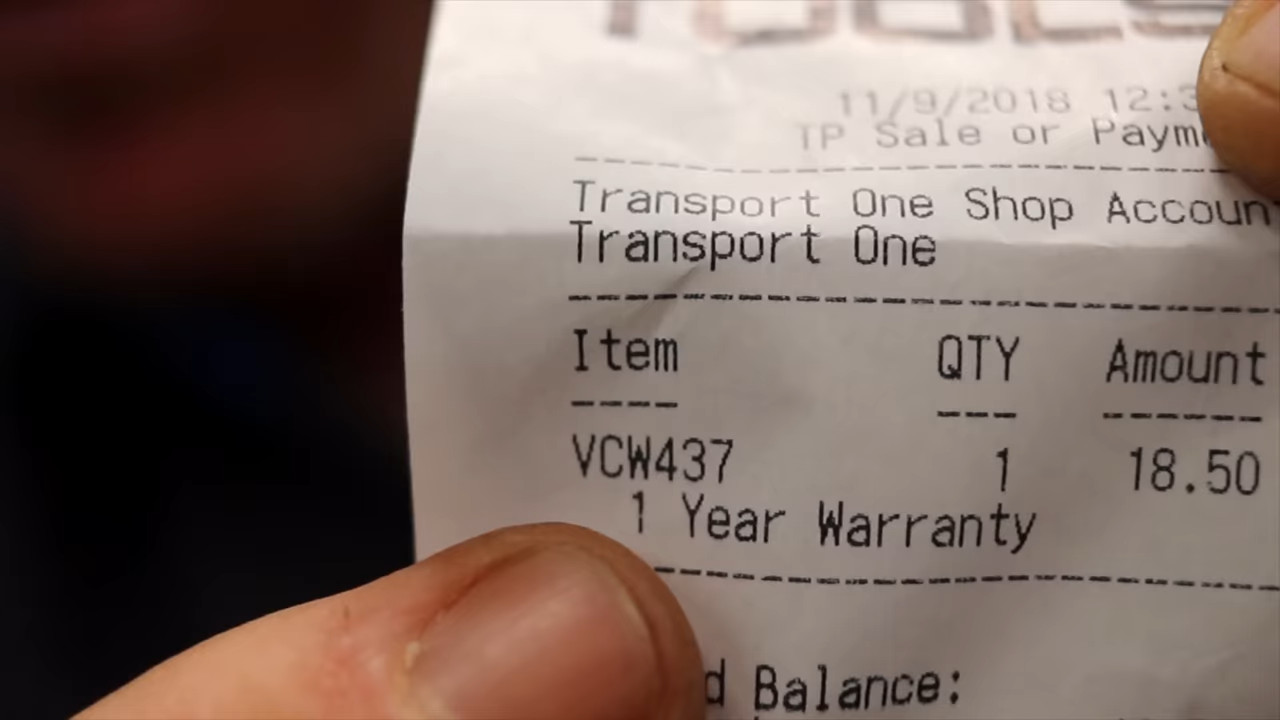 TOOLS
11/9/2018 12:3
TP Sale or Paym
Transport One Shop Accoun
Transport One
Item QTY Amount
VCW437 1 18.50
1 Year Warranty
d Balance: